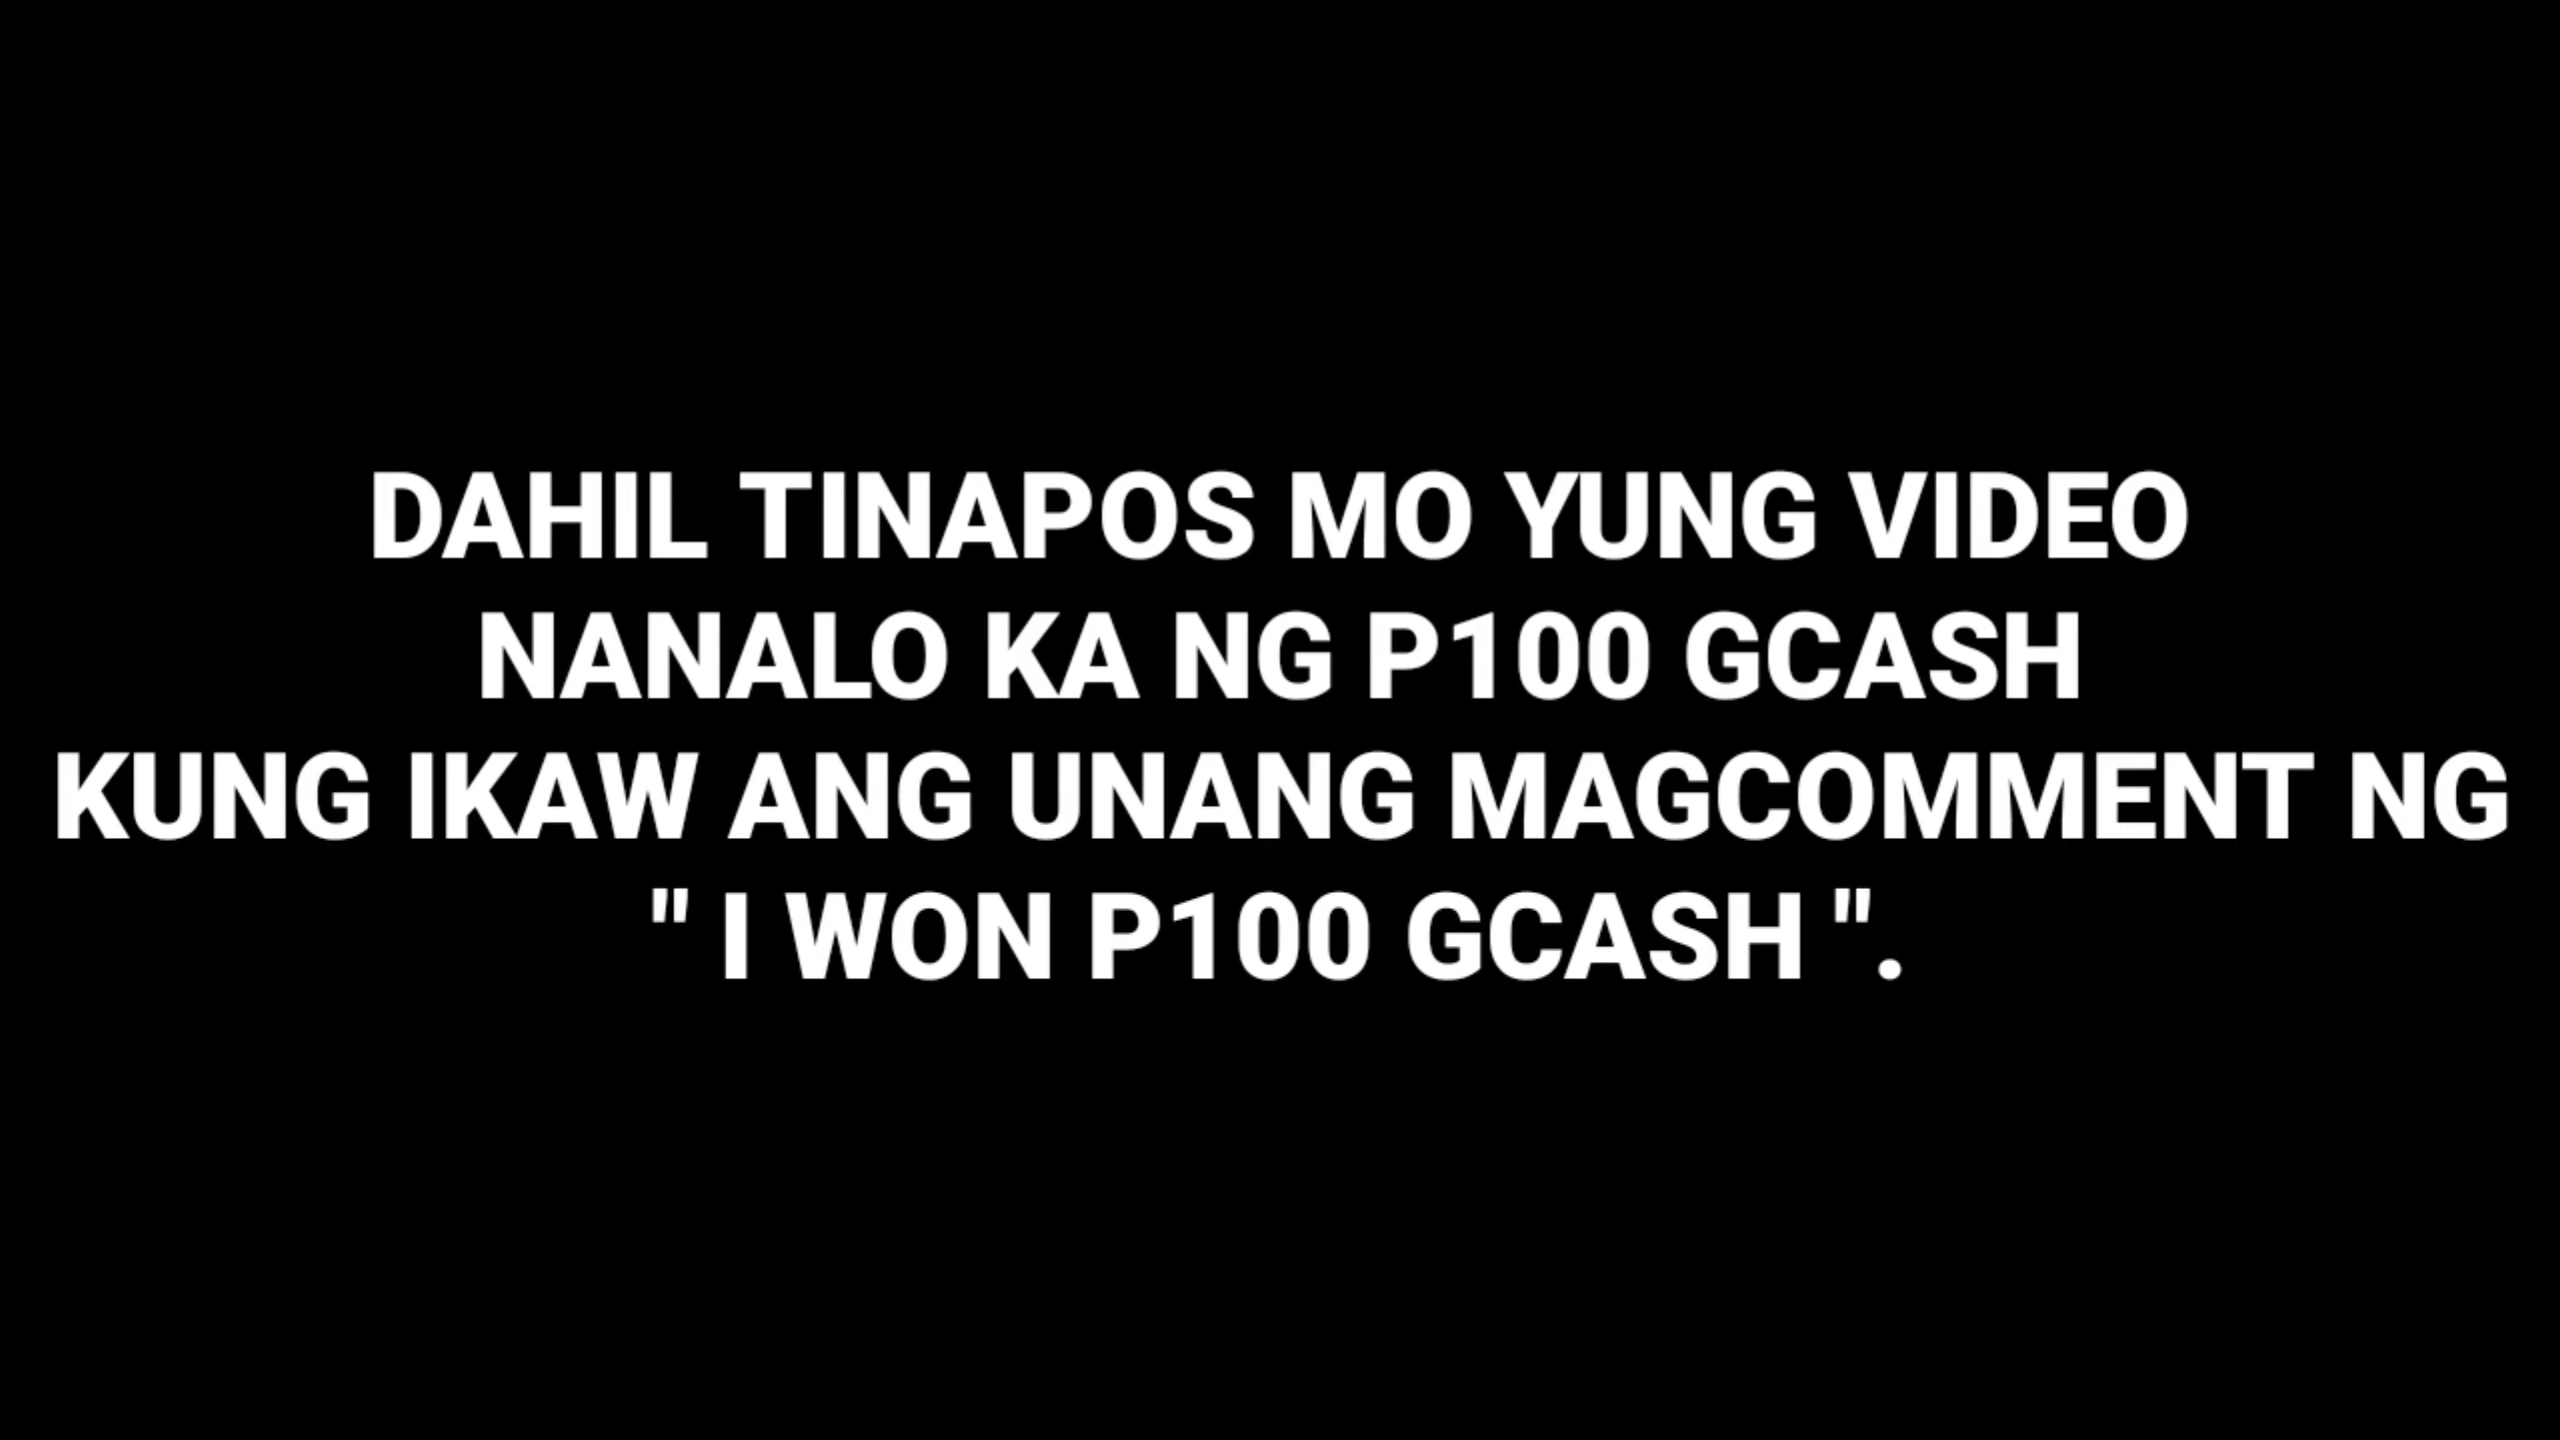 DAHIL TINAPOS MO YUNG VIDEO
NANALO KA NG P100 GCASH
KUNG IKAW ANG UNANG MAGCOMMENT NG
" I WON P100 GCASH ".